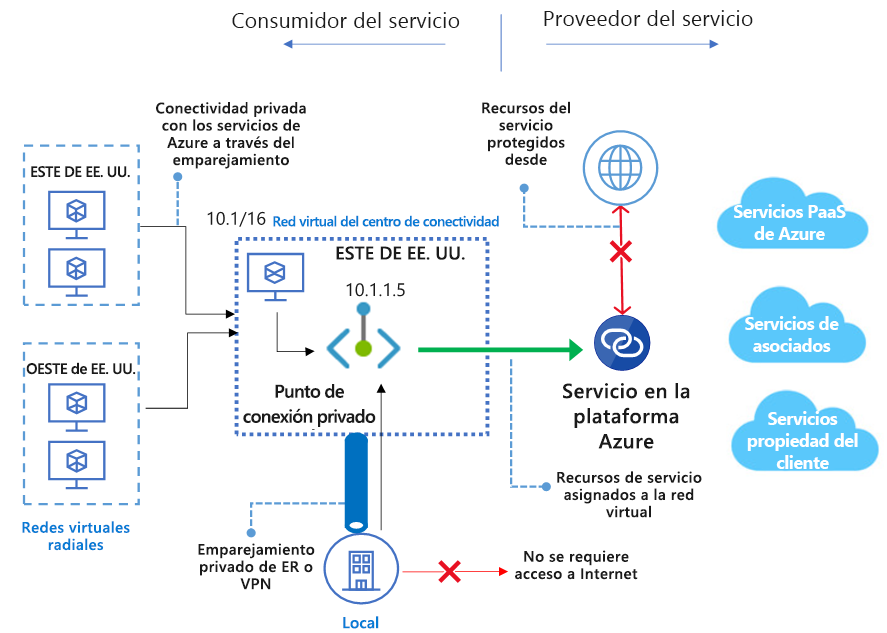 Consumidor del servicio
Proveedor del servicio
Conectividad privada
con los servicios de
Azure a través del
emparejamiento
Recursos del
servicio
protegidos
desde
ESTE DE EE. UU.
10.1/16
Red virtual del centro de conectividad
ESTE DE EE. UU.
10.1.1.5
Punto de
conexión privado
OESTE de EE. UU.
Redes virtuales
radiales
Servicio en la
plataforma
Azure
Servicios PaaS
de Azure
Servicios de
asociados
Servicios
propiedad del
cliente
Recursos de servicio
asignados a la red
virtual
Emparejamiento
privado de ER o
VPN
No se requiere
acceso a Internet
Local